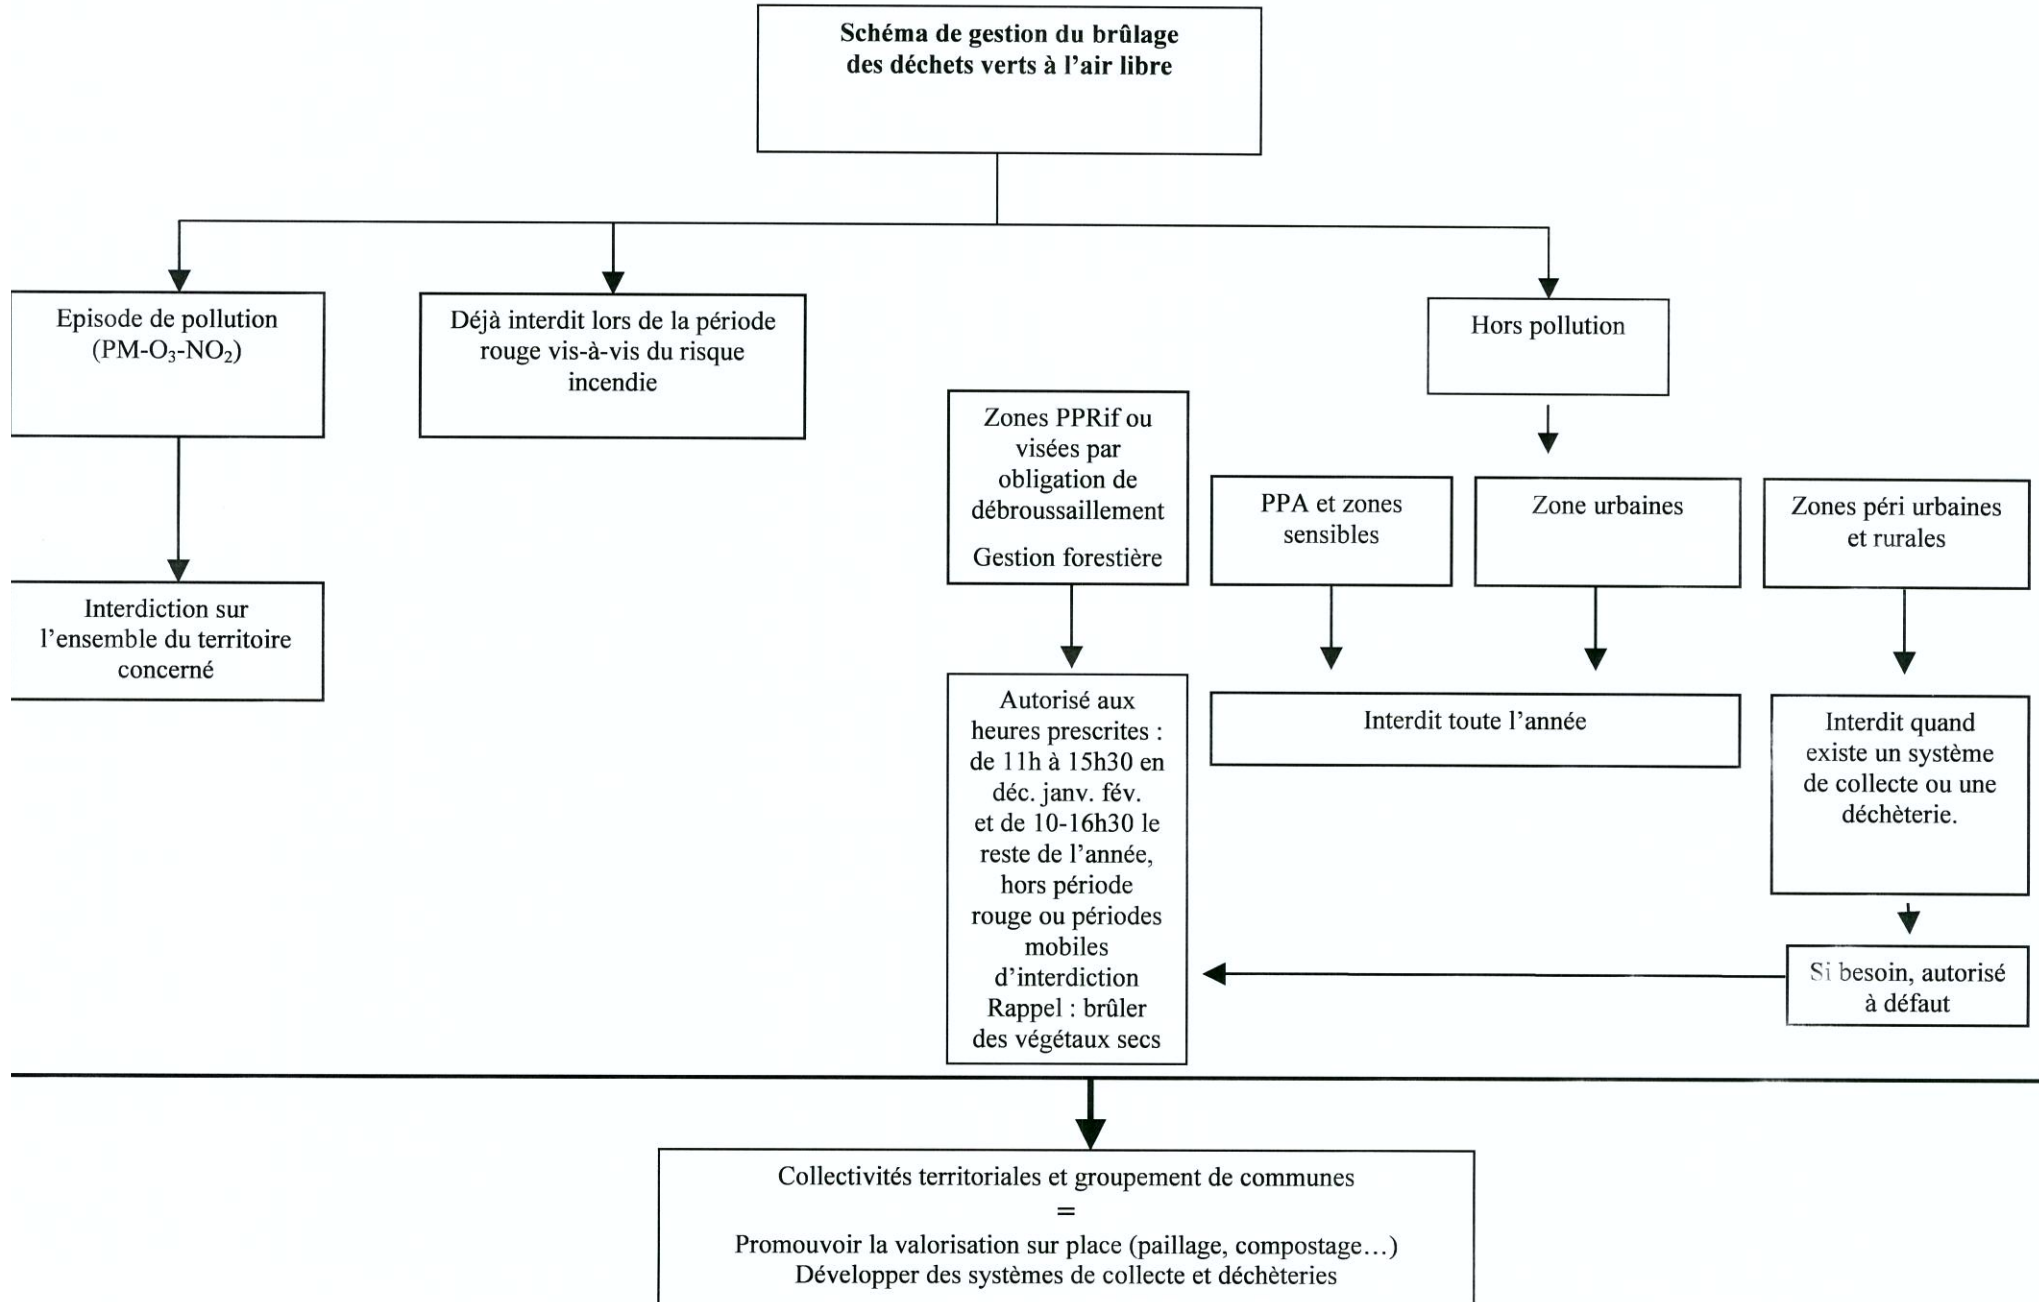 Schéma de gestion du brûlage
des déchets verts à l'air libre
Episode de pollution
(PM-O₃-NO₂)
Déjà interdit lors de la période
rouge vis-à-vis du risque
incendie
Hors pollution
Zones PPRif ou
visées par
obligation de
débroussaillement
Gestion forestière
PPA et zones
sensibles
Zone urbaines
Zones péri urbaines
et rurales
Interdiction sur
l'ensemble du territoire
concerné
Autorisé aux
heures prescrites :
de 11h à 15h30 en
déc. janv. fév.
et de 10-16h30 le
reste de l'année,
hors période
rouge ou périodes
mobiles
d'interdiction
Rappel : brûler
des végétaux secs
Interdit toute l'année
Interdit quand
existe un système
de collecte ou une
déchèterie.
Si besoin, autorisé
à défaut
Collectivités territoriales et groupement de communes
=
Promouvoir la valorisation sur place (paillage, compostage…)
Développer des systèmes de collecte et déchèteries